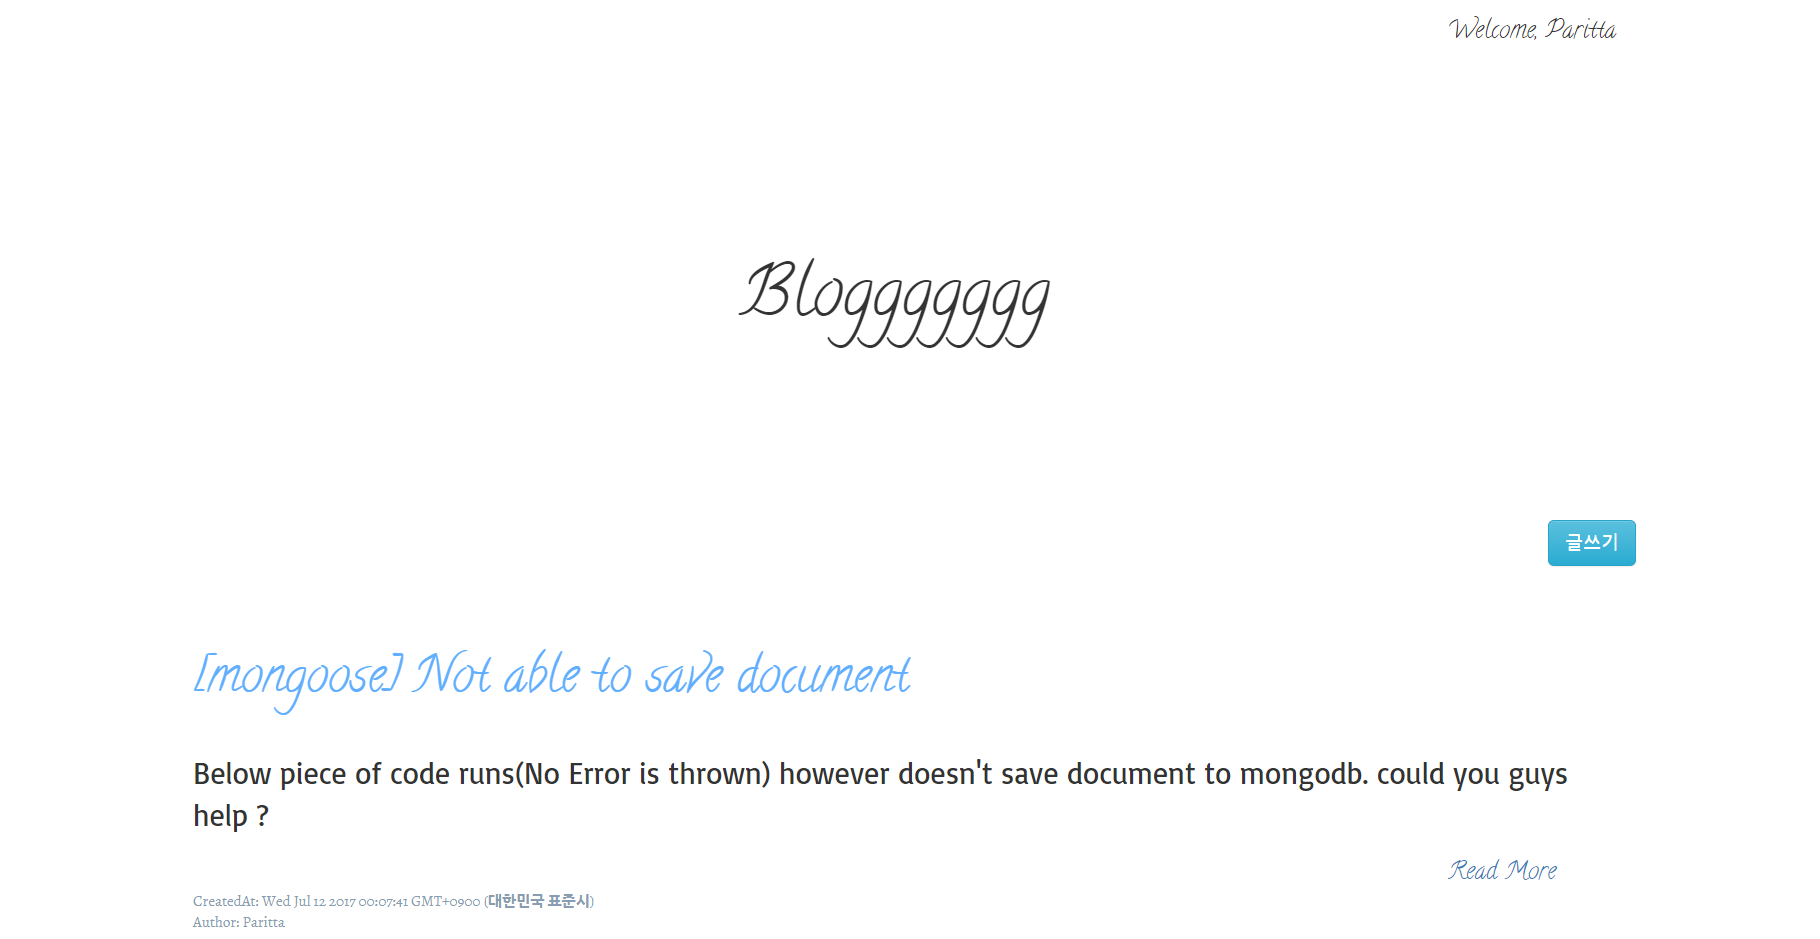 Welcome, Paritta
Bloggggggg
글쓰기
[mongoose] Not able to save document
Below piece of code runs(No Error is thrown) however doesn't save document to mongodb. could you guys
help ?
Read More
CreatedAt: Wed Jul 12 2017 00:07:41 GMT+0900 (대한민국 표준시)
Author: Paritta